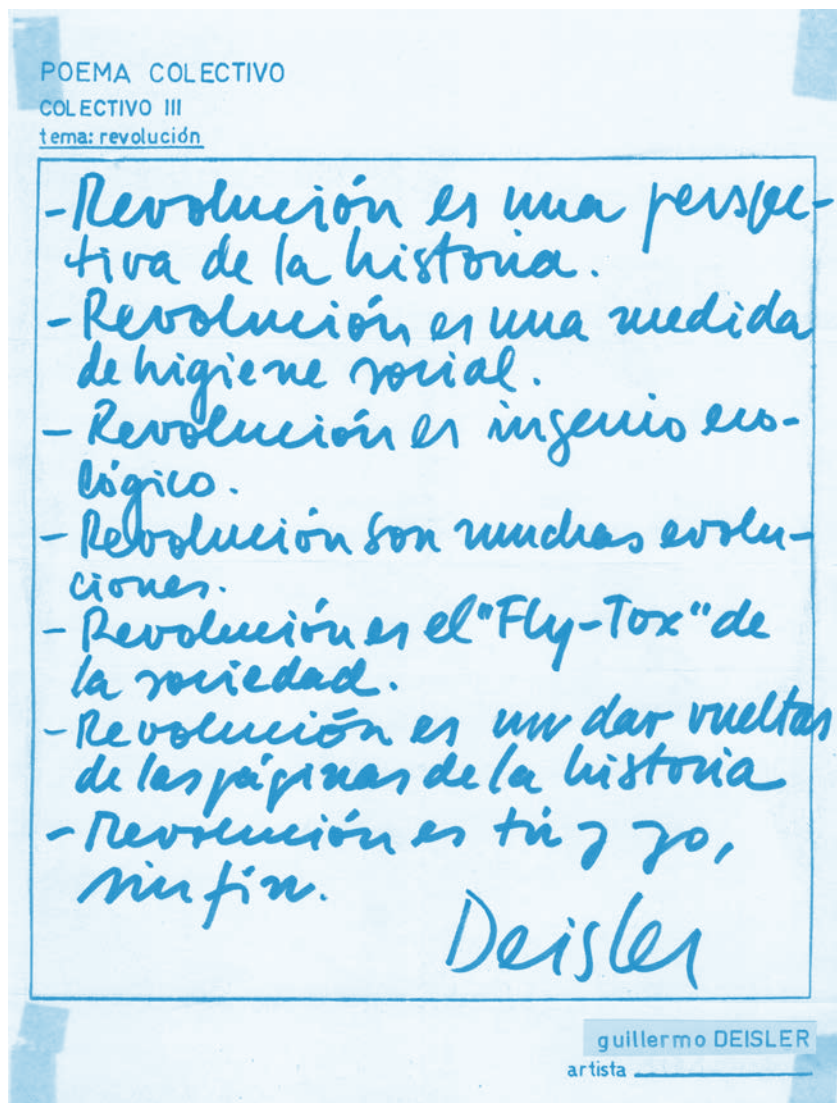 POEMA COLECTIVO
COLECTIVO III
tema: revolución
-Revolución es una perspec-
tiva de la historia.
-Revolución es una medida
de higiene social.
-Revolución es ingenio eco-
lógico.
-Revolución son muchas evolu-
ciones.
-Revolución es el "Fly-Tox" de
la sociedad.
-Revolución es un dar vueltas
de las páginas de la historia
-Revolución es tú y yo,
sin fin.
Deisler
guillermo DEISLER
artista